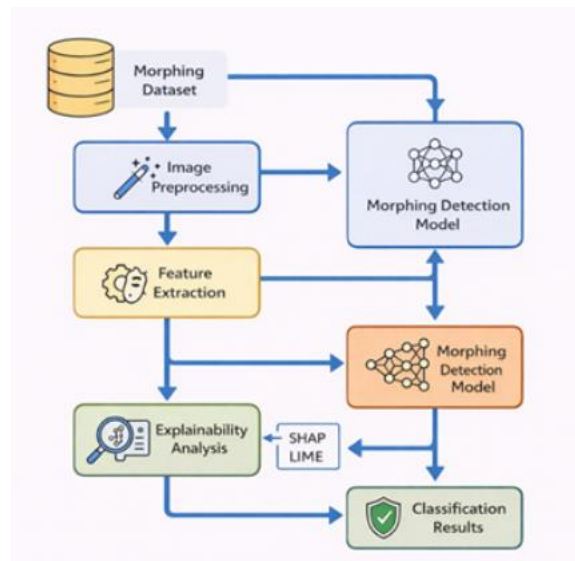 Morphing
Dataset
Image
Preprocessing
Morphing Detection
Model
Feature
Extraction
Morphing
Detection
Model
Explainability
Analysis
SHAP
LIME
Classification
Results